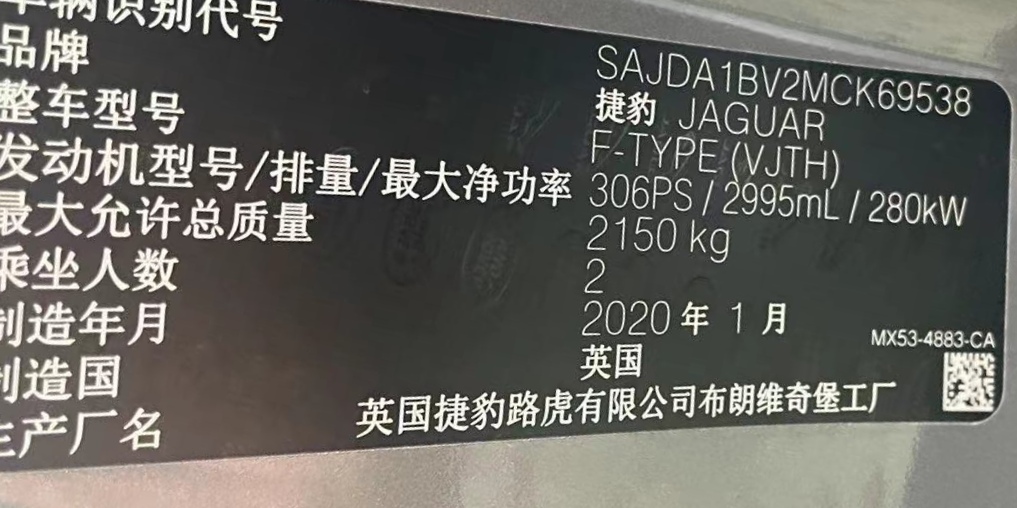 车辆识别代号 SAJDA1BV2MCK69538
品牌 捷豹 JAGUAR
整车型号 F-TYPE (VJTH)
发动机型号/排量/最大净功率 306PS / 2995mL / 280kW
最大允许总质量 2150 kg
乘坐人数 2
制造年月 2020 年 1 月
制造国 英国
生产厂名 英国捷豹路虎有限公司布朗维奇堡工厂
MX53-4883-CA